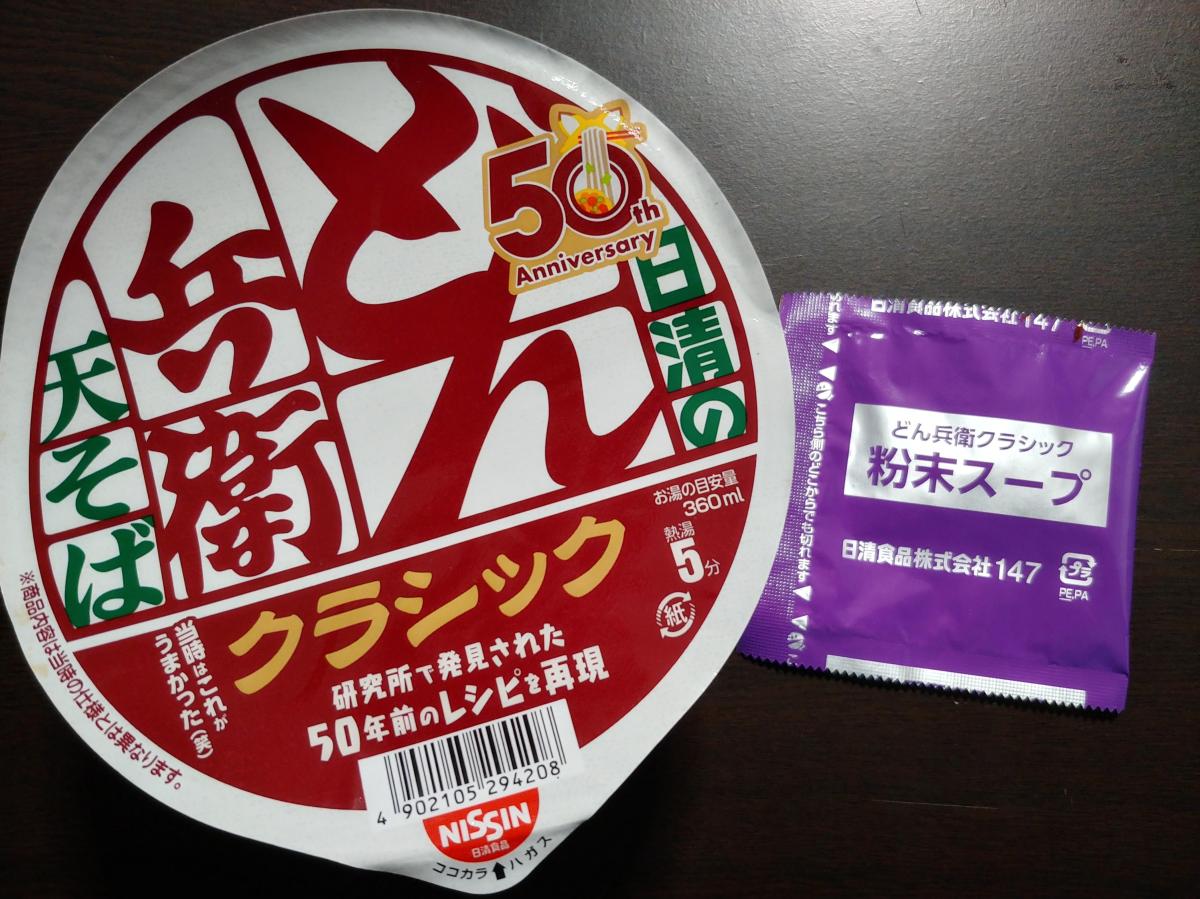 日清の
どん
兵衛
天そば
50th
Anniversary
お湯の目安量
360ml
熱湯
5分
紙
クラシック
当時はこれが
うまかった(笑)
研究所で発見された
50年前のレシピを再現
※商品内容は当時の仕様とは異なります。
4 902105 294208
NISSIN
日清食品
ココカラ⬆ハガス
日清食品株式会社147
PE,PA
切れます
こちら側のどこからでも切れます
どん兵衛クラシック
粉末スープ
日清食品株式会社147
プラ
PE,PA